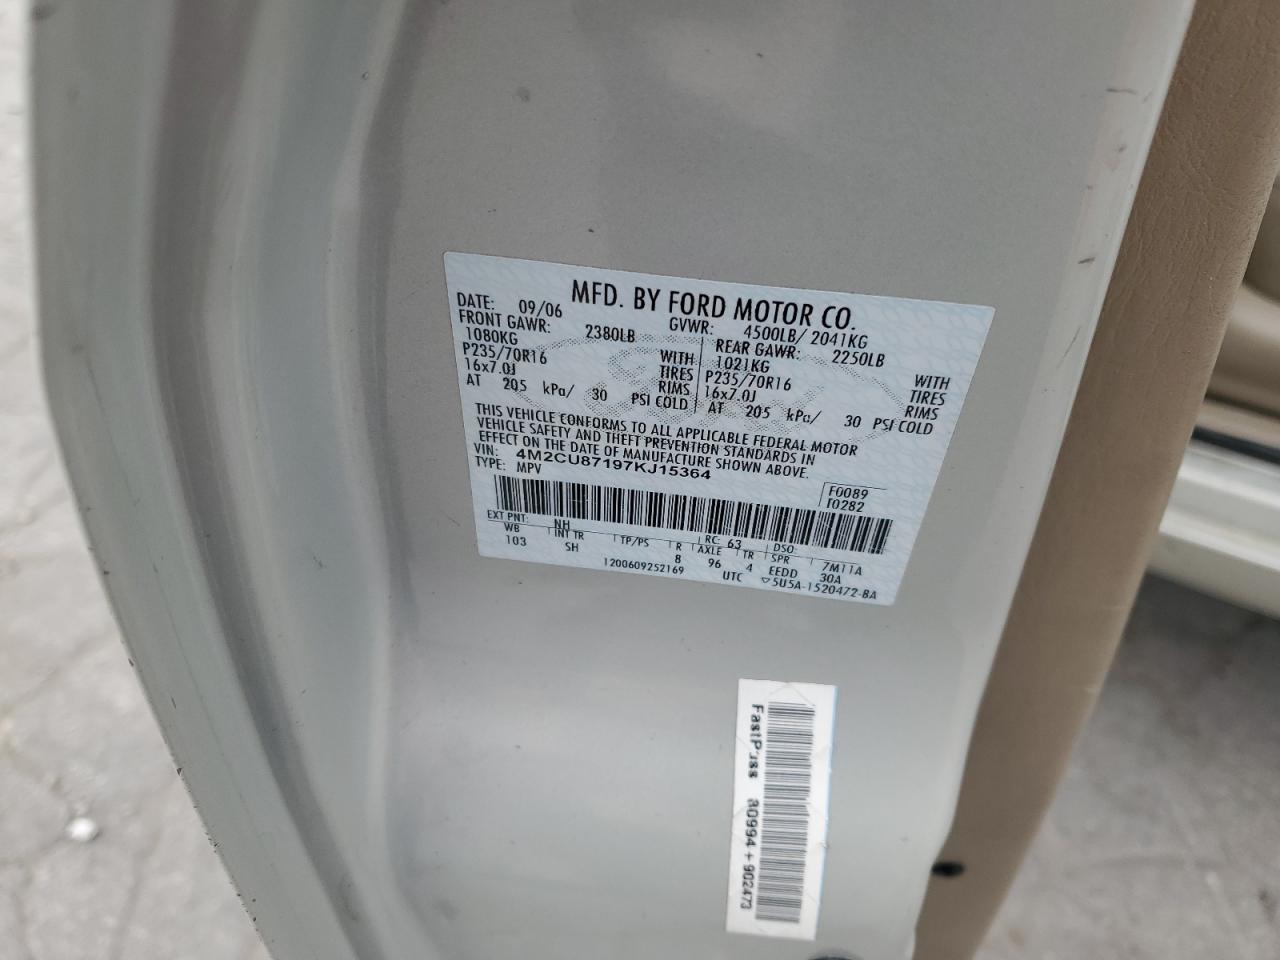 MFD. BY FORD MOTOR CO.
DATE: 09/06 GVWR: 4500LB/ 2041KG
FRONT GAWR: 2380LB REAR GAWR: 2250LB
1080KG WITH 1021KG WITH
P235/70R16 TIRES P235/70R16 TIRES
16x7.0J RIMS 16x7.0J RIMS
AT 205 kPa/ 30 PSI COLD AT 205 kPa/ 30 PSI COLD
THIS VEHICLE CONFORMS TO ALL APPLICABLE FEDERAL MOTOR
VEHICLE SAFETY AND THEFT PREVENTION STANDARDS IN
EFFECT ON THE DATE OF MANUFACTURE SHOWN ABOVE.
VIN: 4M2CU87197KJ15364
TYPE: MPV
F0089
T0282
EXT PNT: NH RC: 63 DSO:
WB INT TR TP/PS R AXLE TR SPR 7M11A
103 SH 8 96 4 EEDD 30A
1200609252169 UTC ▽5U5A-1520472-BA
FastPass 80994+902473